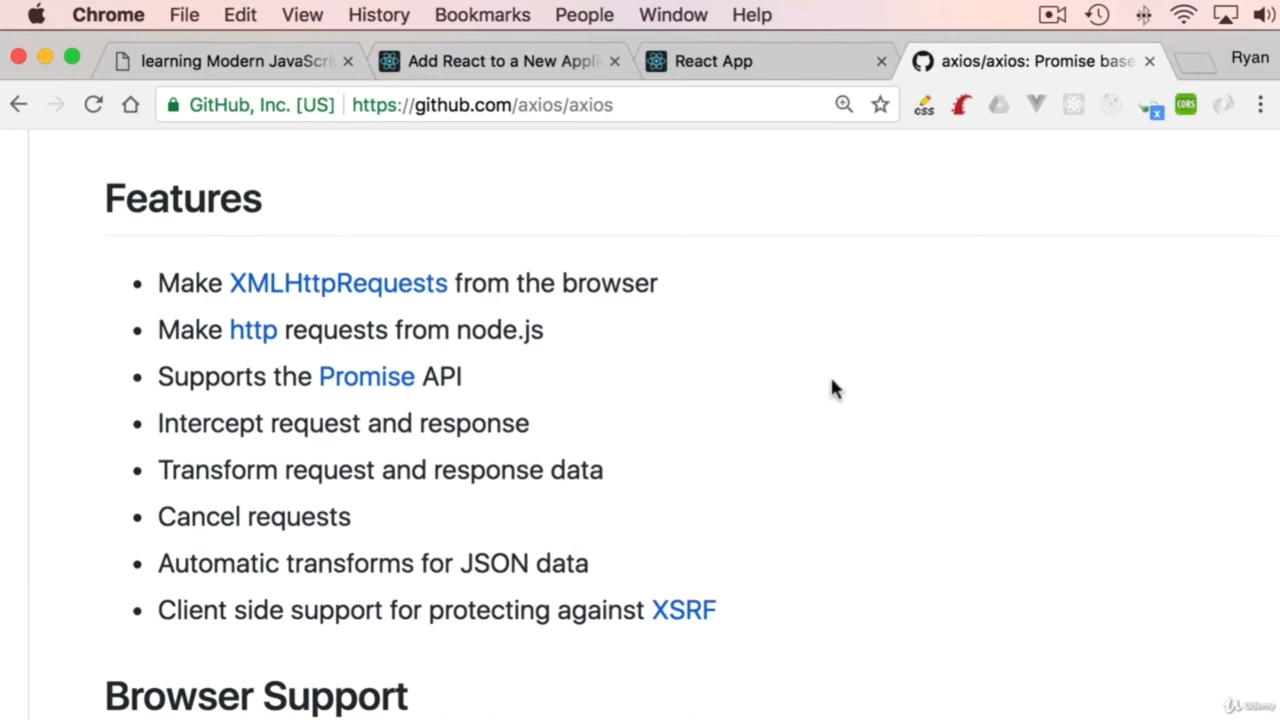 Chrome File Edit View History Bookmarks People Window Help
learning Modern JavaScri Add React to a New Appli React App axios/axios: Promise base Ryan
GitHub, Inc. [US] https://github.com/axios/axios css CORS x
Features
• Make XMLHttpRequests from the browser
• Make http requests from node.js
• Supports the Promise API
• Intercept request and response
• Transform request and response data
• Cancel requests
• Automatic transforms for JSON data
• Client side support for protecting against XSRF
Browser Support
Udemy